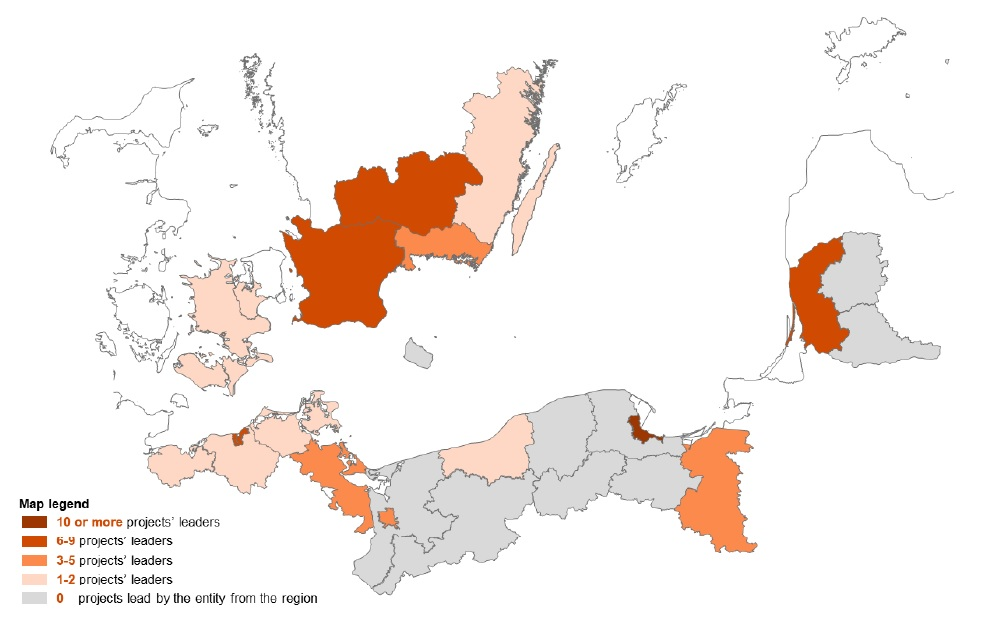 Map legend
10 or more projects' leaders
6-9 projects' leaders
3-5 projects' leaders
1-2 projects' leaders
0 projects lead by the entity from the region